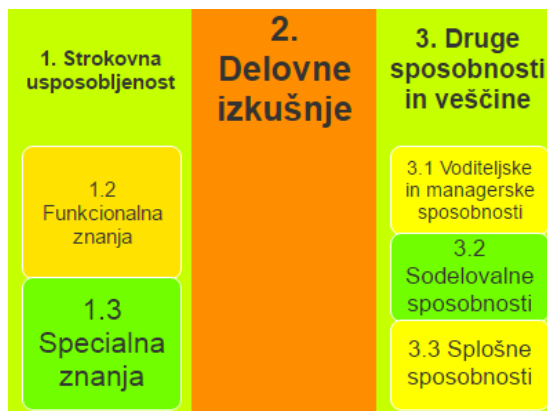 1. Strokovna
usposobljenost
1.2
Funkcionalna
znanja
1.3
Specialna
znanja
2.
Delovne
izkušnje
3. Druge
sposobnosti
in veščine
3.1 Voditeljske
in managerske
sposobnosti
3.2
Sodelovalne
sposobnosti
3.3 Splošne
sposobnosti